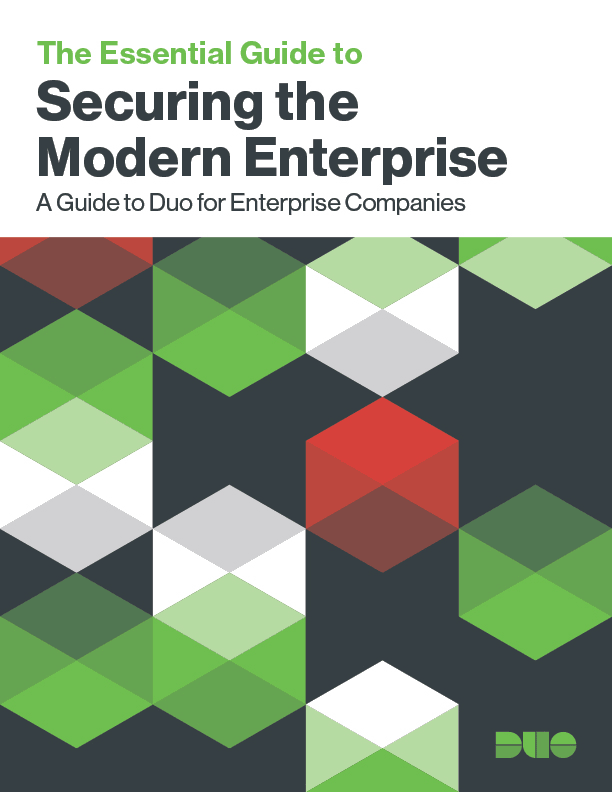 The Essential Guide to
Securing the
Modern Enterprise
A Guide to Duo for Enterprise Companies
DUO